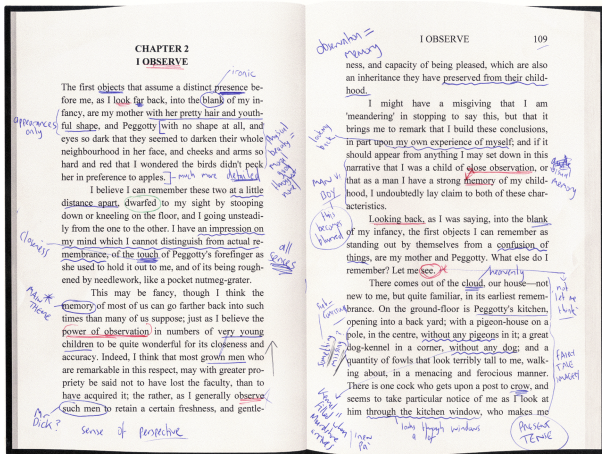 CHAPTER 2
I OBSERVE
ironic
The first objects that assume a distinct presence be-
fore me, as I look far back, into the blank of my in-
fancy, are my mother with her pretty hair and youth-
ful shape, and Peggotty with no shape at all, and
eyes so dark that they seemed to darken their whole
neighbourhood in her face, and cheeks and arms so
hard and red that I wondered the birds didn't peck
her in preference to apples. - much more detailed
appearances
only
physical
beauty =
moral
I believe I can remember these two at a little
distance apart, dwarfed to my sight by stooping
down or kneeling on the floor, and I going unsteadi-
ly from the one to the other. I have an impression on
my mind which I cannot distinguish from actual re-
membrance, of the touch of Peggotty's forefinger as
she used to hold it out to me, and of its being rough-
ened by needlework, like a pocket nutmeg-grater.
closeness
all
senses
This may be fancy, though I think the
memory of most of us can go farther back into such
times than many of us suppose; just as I believe the
power of observation in numbers of very young
children to be quite wonderful for its closeness and
accuracy. Indeed, I think that most grown men who
are remarkable in this respect, may with greater pro-
priety be said not to have lost the faculty, than to
have acquired it; the rather, as I generally observe
such men to retain a certain freshness, and gentle-
Main
theme
Mr
Dick?
sense of perspective
observation =
memory
I OBSERVE
109
ness, and capacity of being pleased, which are also
an inheritance they have preserved from their child-
hood.
I might have a misgiving that I am
'meandering' in stopping to say this, but that it
brings me to remark that I build these conclusions,
in part upon my own experience of myself; and if it
should appear from anything I may set down in this
narrative that I was a child of close observation, or
that as a man I have a strong memory of my child-
hood, I undoubtedly lay claim to both of these char-
acteristics.
looking
back
man vs
boy
this
becomes
blurred
memory
Looking back, as I was saying, into the blank
of my infancy, the first objects I can remember as
standing out by themselves from a confusion of
things, are my mother and Peggotty. What else do I
remember? Let me see.
heavenly
There comes out of the cloud, our house—not
new to me, but quite familiar, in its earliest remem-
brance. On the ground-floor is Peggotty's kitchen,
opening into a back yard; with a pigeon-house on a
pole, in the centre, without any pigeons in it; a great
dog-kennel in a corner, without any dog; and a
quantity of fowls that look terribly tall to me, walk-
ing about, in a menacing and ferocious manner.
There is one cock who gets upon a post to crow, and
seems to take particular notice of me as I look at
him through the kitchen window, who makes me
something
missing
not
let me
think
FAIRY
TALE
IMAGERY
looks through windows
a lot
PRESENT
TENSE